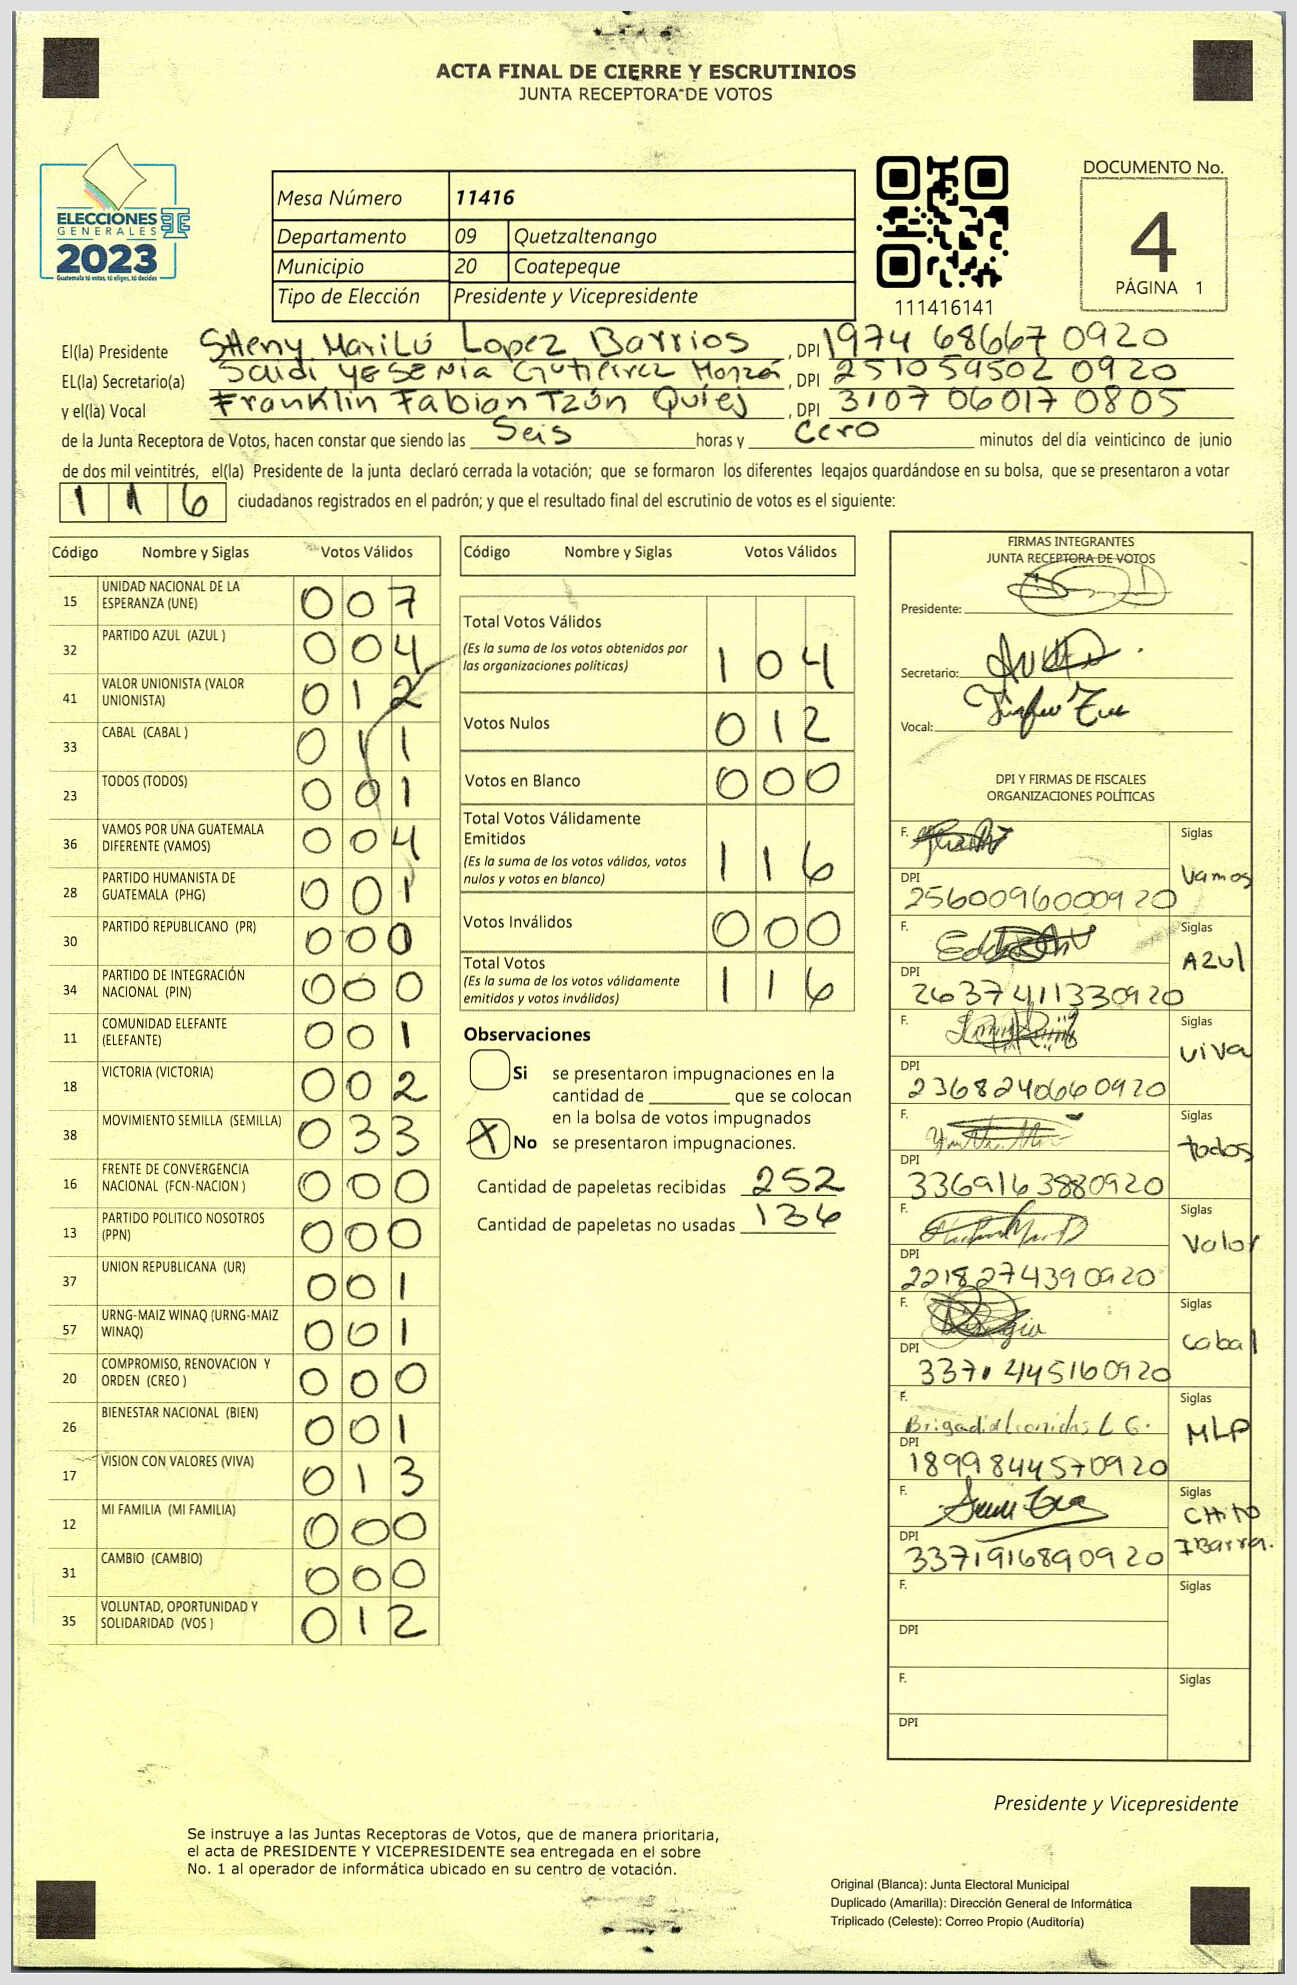 ACTA FINAL DE CIERRE Y ESCRUTINIOS
JUNTA RECEPTORA DE VOTOS
ELECCIONES
GENERALES
2023
Guatemala tú votas, tú eliges, tú decides
Mesa Número 11416
Departamento 09 Quetzaltenango
Municipio 20 Coatepeque
Tipo de Elección Presidente y Vicepresidente
111416141
DOCUMENTO No.
4
PÁGINA 1
El(la) Presidente Stteny Marilú Lopez Barrios, DPI 1974 68667 0920
EL(la) Secretario(a) Saidi YESENIA Gutiérrez Monzó, DPI 251059502 0920
y el(la) Vocal Franklin Fabian Tzún Quiej, DPI 3107 06017 0805
de la Junta Receptora de Votos, hacen constar que siendo las Seis horas y Cero minutos del día veinticinco de junio
de dos mil veintitrés, el(la) Presidente de la junta declaró cerrada la votación; que se formaron los diferentes legajos guardándose en su bolsa, que se presentaron a votar
116 ciudadanos registrados en el padrón; y que el resultado final del escrutinio de votos es el siguiente:
Código Nombre y Siglas Votos Válidos
15 UNIDAD NACIONAL DE LA ESPERANZA (UNE) 007
32 PARTIDO AZUL (AZUL ) 004
41 VALOR UNIONISTA (VALOR UNIONISTA) 012
33 CABAL (CABAL ) 011
23 TODOS (TODOS) 001
36 VAMOS POR UNA GUATEMALA DIFERENTE (VAMOS) 004
28 PARTIDO HUMANISTA DE GUATEMALA (PHG) 001
30 PARTIDO REPUBLICANO (PR) 000
34 PARTIDO DE INTEGRACIÓN NACIONAL (PIN) 000
11 COMUNIDAD ELEFANTE (ELEFANTE) 001
18 VICTORIA (VICTORIA) 002
38 MOVIMIENTO SEMILLA (SEMILLA) 033
16 FRENTE DE CONVERGENCIA NACIONAL (FCN-NACION ) 000
13 PARTIDO POLITICO NOSOTROS (PPN) 000
37 UNION REPUBLICANA (UR) 001
57 URNG-MAIZ WINAQ (URNG-MAIZ WINAQ) 001
20 COMPROMISO, RENOVACION Y ORDEN (CREO ) 000
26 BIENESTAR NACIONAL (BIEN) 001
17 VISION CON VALORES (VIVA) 013
12 MI FAMILIA (MI FAMILIA) 000
31 CAMBIO (CAMBIO) 000
35 VOLUNTAD, OPORTUNIDAD Y SOLIDARIDAD (VOS ) 012
Código Nombre y Siglas Votos Válidos
Total Votos Válidos
(Es la suma de los votos obtenidos por las organizaciones políticas) 104
Votos Nulos 012
Votos en Blanco 000
Total Votos Válidamente Emitidos
(Es la suma de los votos válidos, votos nulos y votos en blanco) 116
Votos Inválidos 000
Total Votos
(Es la suma de los votos válidamente emitidos y votos inválidos) 116
Observaciones
Si se presentaron impugnaciones en la
cantidad de ________ que se colocan
en la bolsa de votos impugnados
X No se presentaron impugnaciones.
Cantidad de papeletas recibidas 252
Cantidad de papeletas no usadas 136
FIRMAS INTEGRANTES
JUNTA RECEPTORA DE VOTOS
Presidente:
Secretario:
Vocal:
DPI Y FIRMAS DE FISCALES
ORGANIZACIONES POLÍTICAS
F. Siglas
Vamos
DPI
2560096000920
F. Siglas
AZUL
DPI
2637411330920
F. Siglas
VIVA
DPI
2368240660920
F. Siglas
todos
DPI
3369163880920
F. Siglas
Valor
DPI
2218274390920
F. Siglas
cabal
DPI
3371445160920
F. Siglas
MLP
DPI
1899844570920
F. Siglas
CHITO
IBarra.
DPI
3371916890920
F. Siglas
DPI
F. Siglas
DPI
Presidente y Vicepresidente
Se instruye a las Juntas Receptoras de Votos, que de manera prioritaria,
el acta de PRESIDENTE Y VICEPRESIDENTE sea entregada en el sobre
No. 1 al operador de informática ubicado en su centro de votación.
Original (Blanca): Junta Electoral Municipal
Duplicado (Amarilla): Dirección General de Informática
Triplicado (Celeste): Correo Propio (Auditoría)